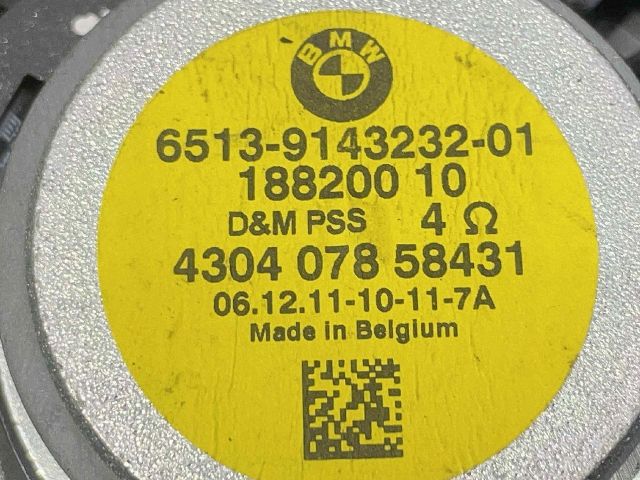 BMW
6513-9143232-01
188200 10
D&M PSS 4 Ω
4304 078 58431
06.12.11-10-11-7A
Made in Belgium